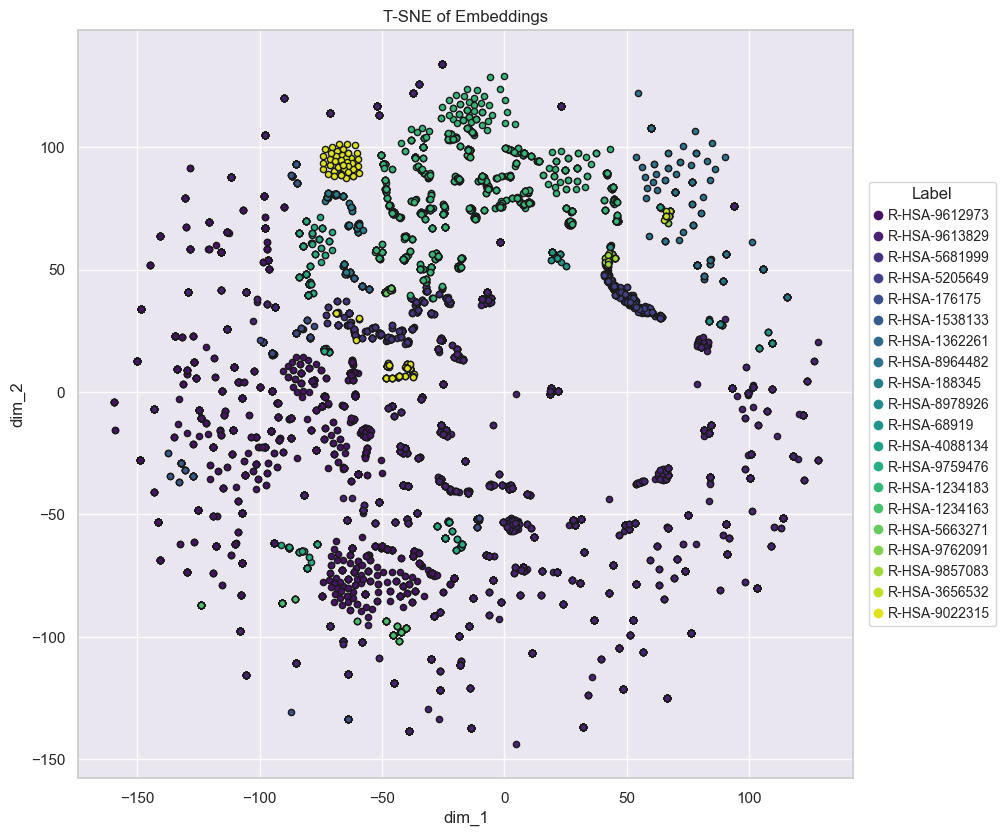 T-SNE of Embeddings
dim_2
100
50
0
−50
−100
−150
−150
−100
−50
0
50
100
dim_1
Label
R-HSA-9612973
R-HSA-9613829
R-HSA-5681999
R-HSA-5205649
R-HSA-176175
R-HSA-1538133
R-HSA-1362261
R-HSA-8964482
R-HSA-188345
R-HSA-8978926
R-HSA-68919
R-HSA-4088134
R-HSA-9759476
R-HSA-1234183
R-HSA-1234163
R-HSA-5663271
R-HSA-9762091
R-HSA-9857083
R-HSA-3656532
R-HSA-9022315